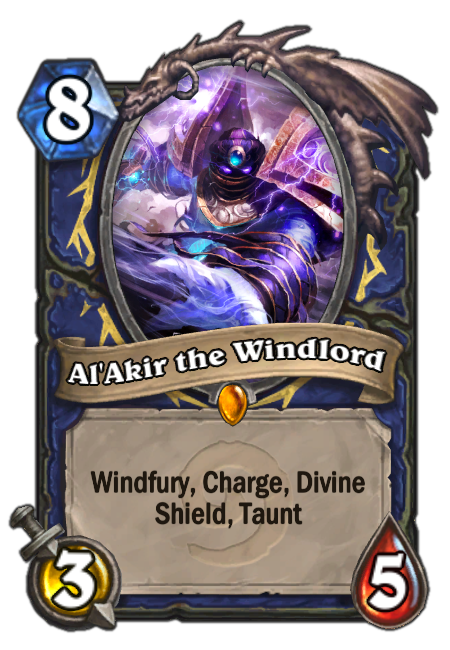 8
Al'Akir the Windlord
Windfury, Charge, Divine
Shield, Taunt
3
5